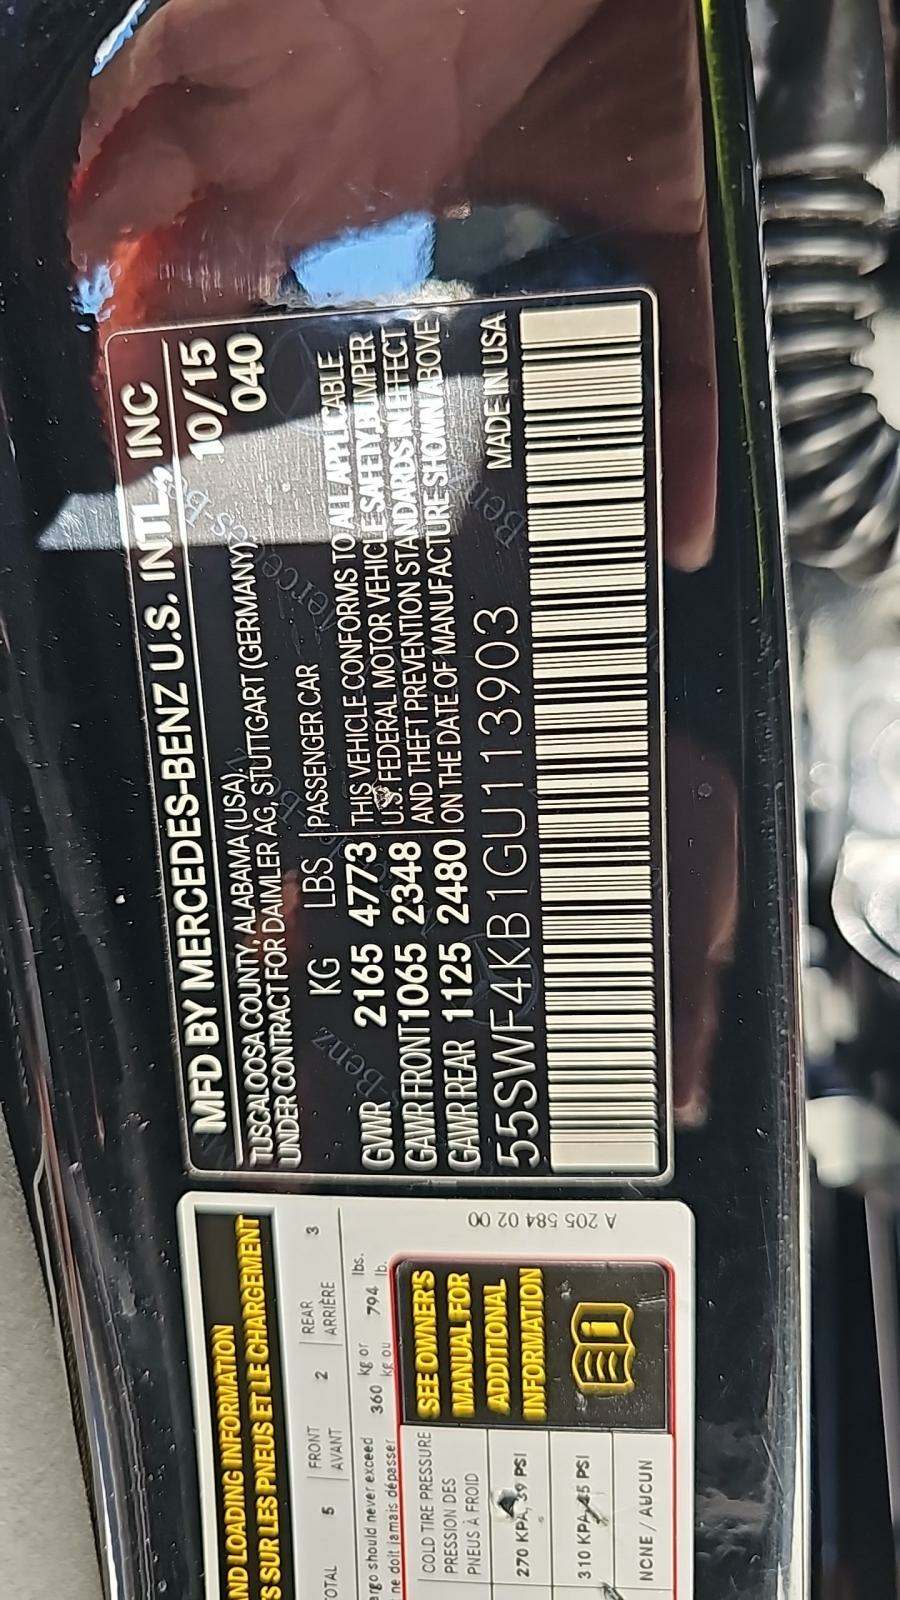 MFD BY MERCEDES-BENZ U.S. INTL., INC
TUSCALOOSA COUNTY, ALABAMA (USA). 10/15
UNDER CONTRACT FOR DAIMLER AG, STUTTGART (GERMANY). 040
KG LBS PASSENGER CAR
GVWR 2165 4773 THIS VEHICLE CONFORMS TO ALL APPLICABLE
U.S. FEDERAL MOTOR VEHICLE SAFETY, BUMPER
GAWR FRONT 1065 2348 AND THEFT PREVENTION STANDARDS IN EFFECT
GAWR REAR 1125 2480 ON THE DATE OF MANUFACTURE SHOWN ABOVE
55SWF4KB1GU113903 MADE IN USA
AND LOADING INFORMATION
SUR LES PNEUS ET LE CHARGEMENT
5 FRONT 2 REAR 3
AVANT ARRIÈRE
should never exceed 360 kg or 794 lbs.
ne doit jamais dépasser kg ou lb.
COLD TIRE PRESSURE
PRESSION DES
PNEUS À FROID
270 KPA, 39 PSI
310 KPA, 45 PSI
NONE / AUCUN
SEE OWNER'S
MANUAL FOR
ADDITIONAL
INFORMATION
A 205 584 02 00